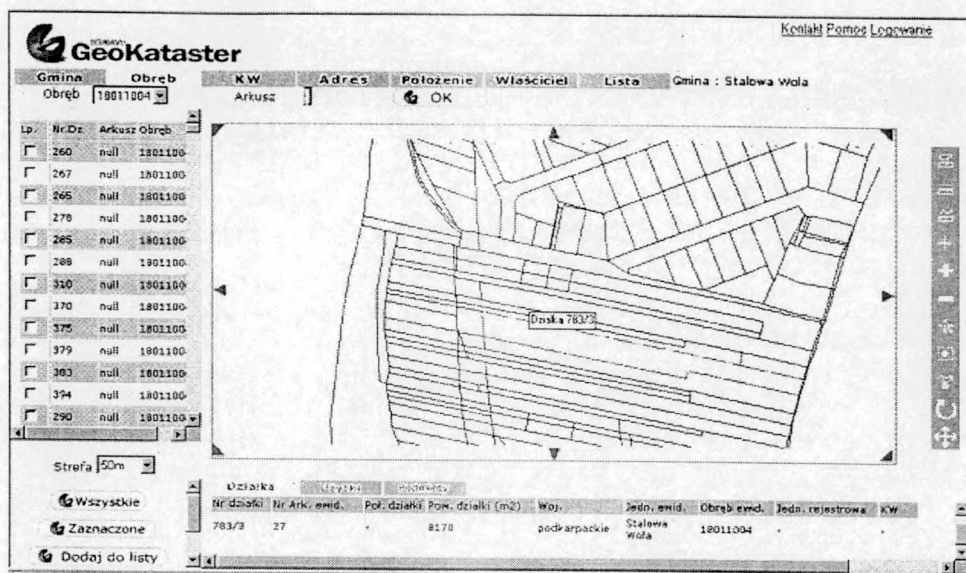 Kontakt Pomoc Logowanie
GeoKataster
Gmina Obręb KW Adres Położenie Właściciel Lista Gmina : Stalowa Wola
Obręb 18011004 Arkusz OK
Lp. Nr.Dz. Arkusz Obręb
260 null 1801100
267 null 1801100
265 null 1801100
278 null 1801100
285 null 1801100
288 null 1801100
310 null 1801100
370 null 1801100
375 null 1801100
379 null 1801100
383 null 1801100
394 null 1801100
290 null 1801100
Działka 783/3
Strefa 50m
Wszystkie
Zaznaczone
Dodaj do listy
Działka
Nr działki Nr Ark. ewid. Poł. działki Pow. działki (m2) Woj. Jedn. ewid. Obręb ewid. Jedn. rejestrowa KW
783/3 27 - 8170 podkarpackie Stalowa Wola 18011004 -